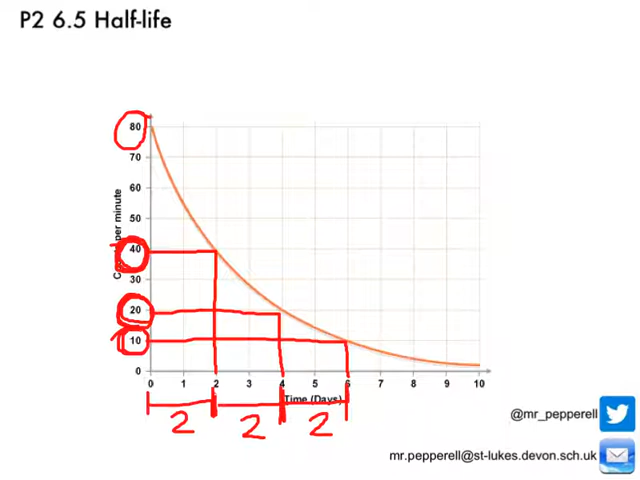 P2 6.5 Half-life
80
70
60
50
40
30
20
10
0
per minute
0 1 2 3 4 5 6 7 8 9 10
Time (Days)
2 2 2
@mr_pepperell
mr.pepperell@st-lukes.devon.sch.uk